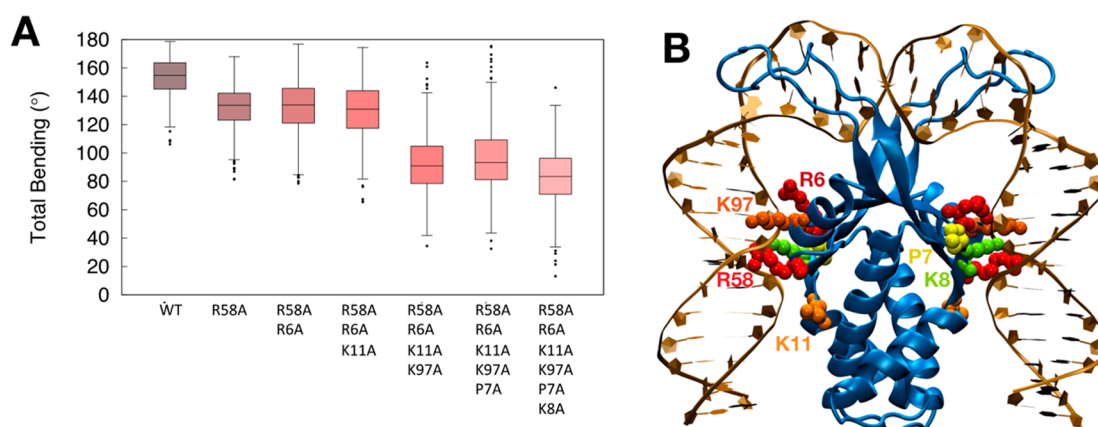 A
B
Total Bending (°)
180
160
140
120
100
80
60
40
20
0
WT
R58A
R58A
R6A
R58A
R6A
K11A
R58A
R6A
K11A
K97A
R58A
R6A
K11A
K97A
P7A
R58A
R6A
K11A
K97A
P7A
K8A
R6
K97
P7
R58
K8
K11